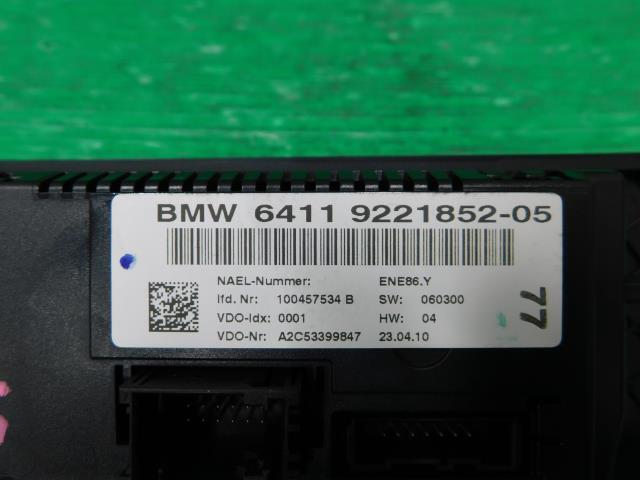 BMW 6411 9221852-05
NAEL-Nummer: ENE86.Y
lfd. Nr: 100457534 B SW: 060300
VDO-Idx: 0001 HW: 04
VDO-Nr: A2C53399847 23.04.10
77